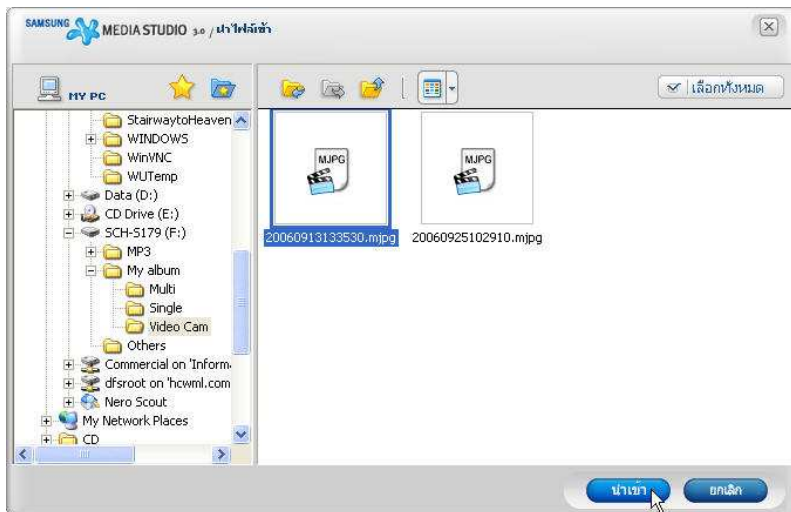 SAMSUNG MEDIA STUDIO 3.0 / นำไฟล์เข้า
MY PC
เลือกทั้งหมด
StairwaytoHeaven
WINDOWS
WinVNC
WUTemp
Data (D:)
CD Drive (E:)
SCH-S179 (F:)
MP3
My album
Multi
Single
Video Cam
Others
Commercial on 'Inform
dfsroot on 'hcwml.com
Nero Scout
My Network Places
CD
MJPG
20060913133530.mjpg
MJPG
20060925102910.mjpg
นำเข้า
ยกเลิก